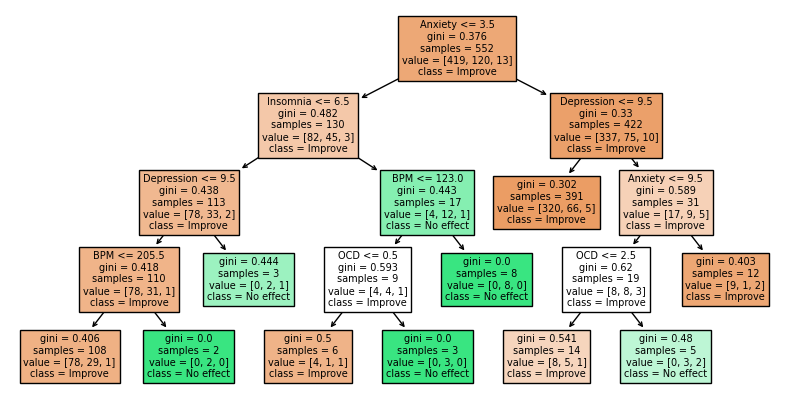 Anxiety <= 3.5
gini = 0.376
samples = 552
value = [419, 120, 13]
class = Improve
Insomnia <= 6.5
gini = 0.482
samples = 130
value = [82, 45, 3]
class = Improve
Depression <= 9.5
gini = 0.33
samples = 422
value = [337, 75, 10]
class = Improve
Depression <= 9.5
gini = 0.438
samples = 113
value = [78, 33, 2]
class = Improve
BPM <= 123.0
gini = 0.443
samples = 17
value = [4, 12, 1]
class = No effect
gini = 0.302
samples = 391
value = [320, 66, 5]
class = Improve
Anxiety <= 9.5
gini = 0.589
samples = 31
value = [17, 9, 5]
class = Improve
BPM <= 205.5
gini = 0.418
samples = 110
value = [78, 31, 1]
class = Improve
gini = 0.444
samples = 3
value = [0, 2, 1]
class = No effect
OCD <= 0.5
gini = 0.593
samples = 9
value = [4, 4, 1]
class = Improve
gini = 0.0
samples = 8
value = [0, 8, 0]
class = No effect
OCD <= 2.5
gini = 0.62
samples = 19
value = [8, 8, 3]
class = Improve
gini = 0.403
samples = 12
value = [9, 1, 2]
class = Improve
gini = 0.406
samples = 108
value = [78, 29, 1]
class = Improve
gini = 0.0
samples = 2
value = [0, 2, 0]
class = No effect
gini = 0.5
samples = 6
value = [4, 1, 1]
class = Improve
gini = 0.0
samples = 3
value = [0, 3, 0]
class = No effect
gini = 0.541
samples = 14
value = [8, 5, 1]
class = Improve
gini = 0.48
samples = 5
value = [0, 3, 2]
class = No effect